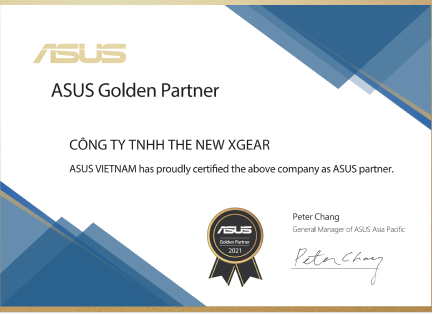 ASUS
ASUS Golden Partner
CÔNG TY TNHH THE NEW XGEAR
ASUS VIETNAM has proudly certified the above company as ASUS partner.
ASUS
Golden Partner
2021
Peter Chang
General Manager of ASUS Asia Pacific
Peter Chang